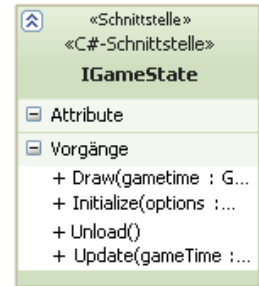 «Schnittstelle»
«C#-Schnittstelle»
IGameState
Attribute
Vorgänge
+ Draw(gametime : G...
+ Initialize(options :...
+ Unload()
+ Update(gameTime :...